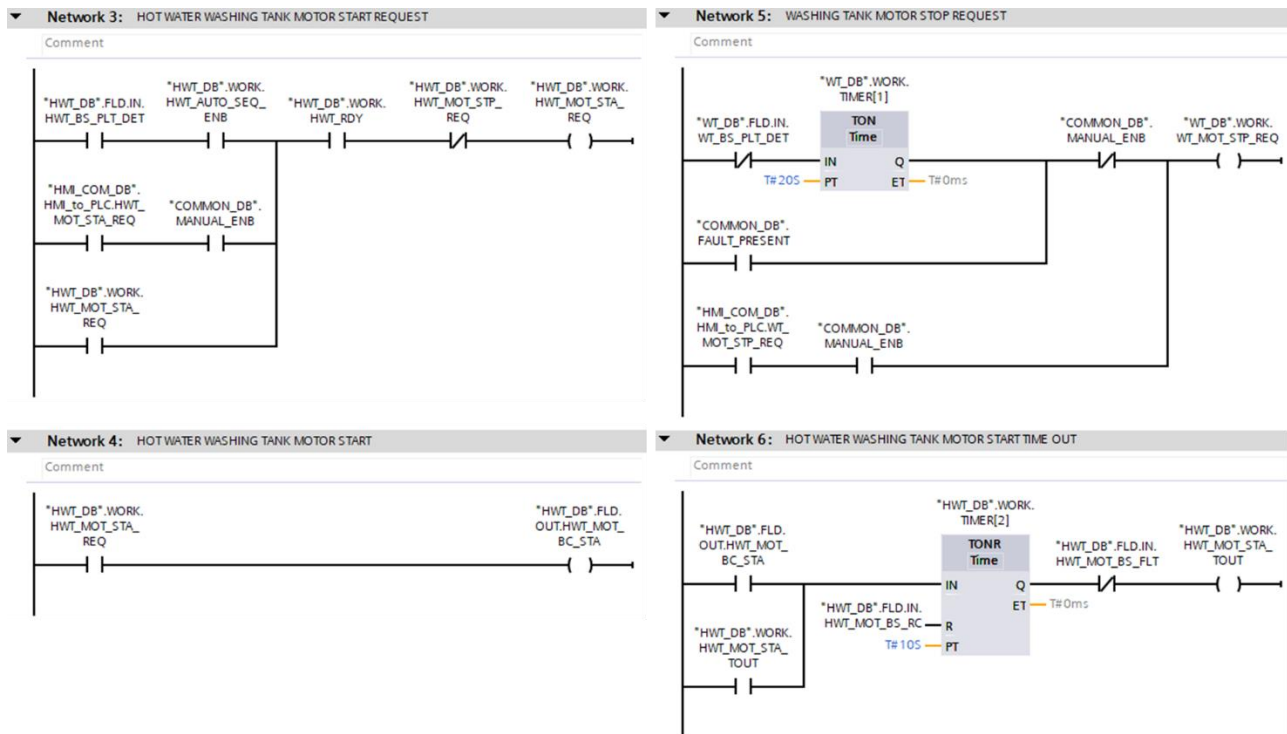 Network 3: HOT WATER WASHING TANK MOTOR START REQUEST
Comment
"HWT_DB".FLD.IN.
HWT_BS_PLT_DET
"HWT_DB".WORK.
HWT_AUTO_SEQ_
ENB
"HWT_DB".WORK.
HWT_RDY
"HWT_DB".WORK.
HWT_MOT_STP_
REQ
"HWT_DB".WORK.
HWT_MOT_STA_
REQ
"HMI_COM_DB".
HMI_to_PLC.HWT_
MOT_STA_REQ
"COMMON_DB".
MANUAL_ENB
"HWT_DB".WORK.
HWT_MOT_STA_
REQ
Network 4: HOT WATER WASHING TANK MOTOR START
Comment
"HWT_DB".WORK.
HWT_MOT_STA_
REQ
"HWT_DB".FLD.
OUT.HWT_MOT_
BC_STA
Network 5: WASHING TANK MOTOR STOP REQUEST
Comment
"WT_DB".WORK.
TIMER[1]
"WT_DB".FLD.IN.
WT_BS_PLT_DET
TON
Time
IN Q
T#20S PT ET T#0ms
"COMMON_DB".
MANUAL_ENB
"WT_DB".WORK.
WT_MOT_STP_REQ
"COMMON_DB".
FAULT_PRESENT
"HMI_COM_DB".
HMI_to_PLC.WT_
MOT_STP_REQ
"COMMON_DB".
MANUAL_ENB
Network 6: HOT WATER WASHING TANK MOTOR START TIME OUT
Comment
"HWT_DB".WORK.
TIMER[2]
"HWT_DB".FLD.
OUT.HWT_MOT_
BC_STA
TONR
Time
IN Q
ET T#0ms
"HWT_DB".FLD.IN.
HWT_MOT_BS_RC R
T#10S PT
"HWT_DB".FLD.IN.
HWT_MOT_BS_FLT
"HWT_DB".WORK.
HWT_MOT_STA_
TOUT
"HWT_DB".WORK.
HWT_MOT_STA_
TOUT